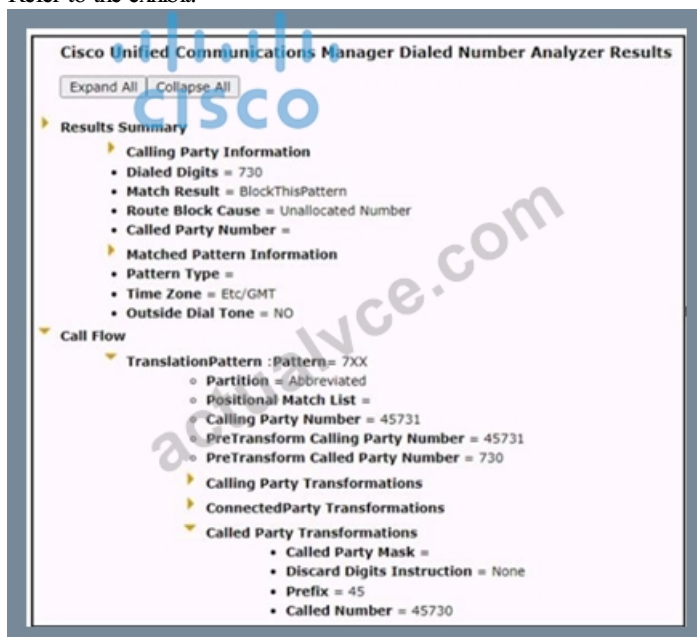 Refer to the exhibit.
Cisco Unified Communications Manager Dialed Number Analyzer Results
Expand All Collapse All
CISCO
Results Summary
Calling Party Information
• Dialed Digits = 730
• Match Result = BlockThisPattern
• Route Block Cause = Unallocated Number
• Called Party Number =
Matched Pattern Information
• Pattern Type =
• Time Zone = Etc/GMT
• Outside Dial Tone = NO
Call Flow
TranslationPattern :Pattern= 7XX
Partition = Abbreviated
Positional Match List =
Calling Party Number = 45731
PreTransform Calling Party Number = 45731
PreTransform Called Party Number = 730
Calling Party Transformations
ConnectedParty Transformations
Called Party Transformations
• Called Party Mask =
• Discard Digits Instruction = None
• Prefix = 45
• Called Number = 45730
actualyce.com